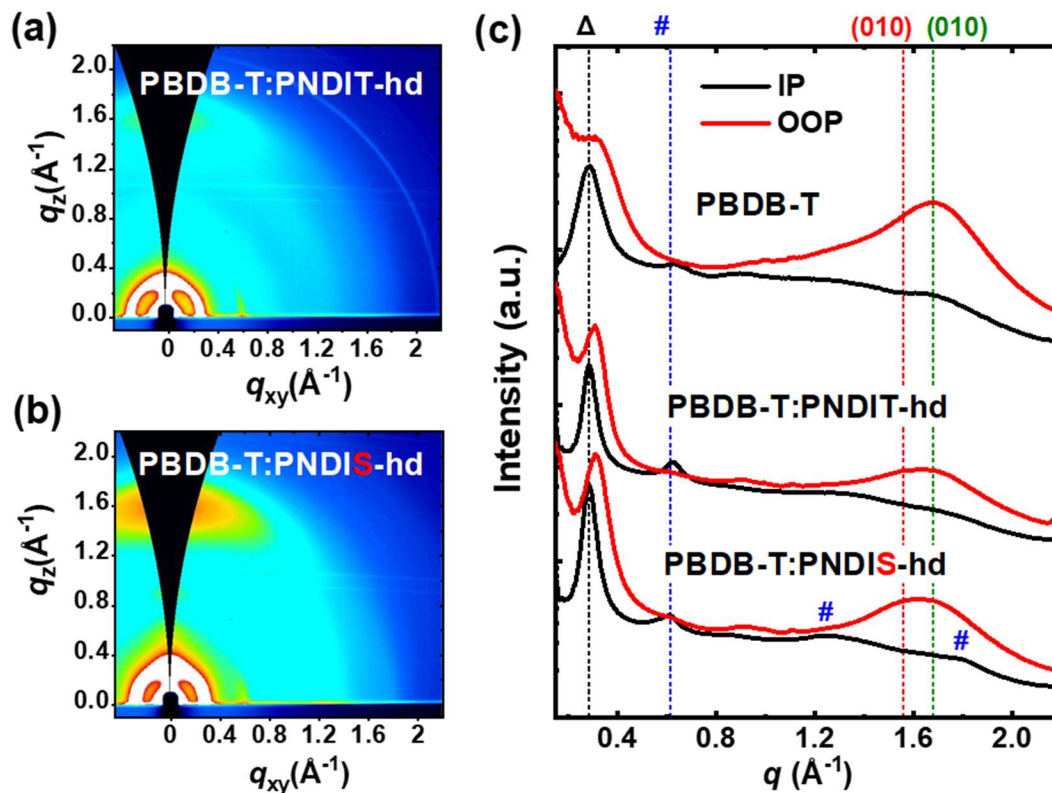 (a)
PBDB-T:PNDIT-hd
q_z(Å⁻¹)
2.0
1.6
1.2
0.8
0.4
0.0
0 0.4 0.8 1.2 1.6 2
q_xy(Å⁻¹)
(b)
PBDB-T:PNDIS-hd
q_z(Å⁻¹)
2.0
1.6
1.2
0.8
0.4
0.0
0 0.4 0.8 1.2 1.6 2
q_xy(Å⁻¹)
(c)
Δ # (010) (010)
IP
OOP
PBDB-T
PBDB-T:PNDIT-hd
PBDB-T:PNDIS-hd
#
#
Intensity (a.u.)
0.4 0.8 1.2 1.6 2.0
q (Å⁻¹)